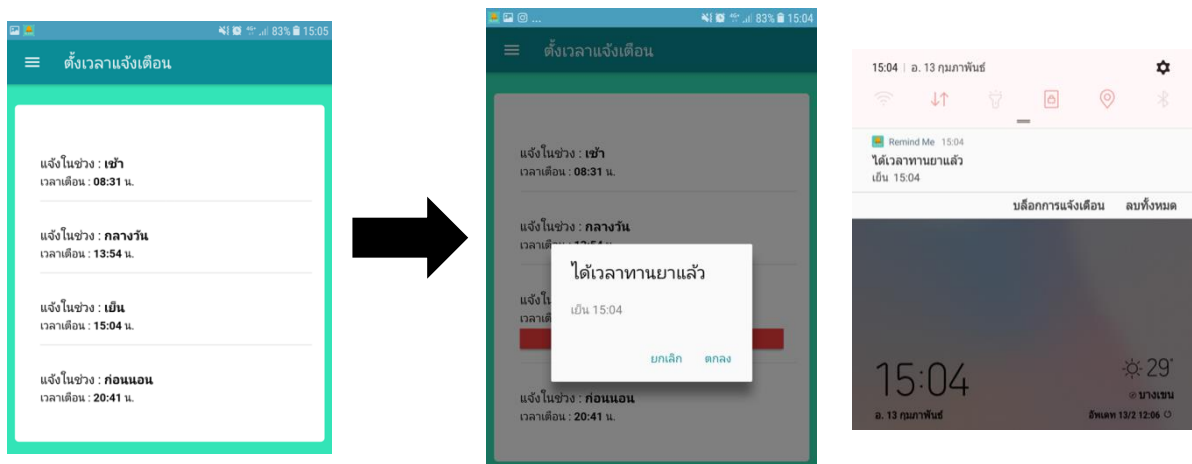 83% 15:05
ตั้งเวลาแจ้งเตือน
แจ้งในช่วง : เช้า
เวลาเตือน : 08:31 น.
แจ้งในช่วง : กลางวัน
เวลาเตือน : 13:54 น.
แจ้งในช่วง : เย็น
เวลาเตือน : 15:04 น.
แจ้งในช่วง : ก่อนนอน
เวลาเตือน : 20:41 น.
... 83% 15:04
ตั้งเวลาแจ้งเตือน
แจ้งในช่วง : เช้า
เวลาเตือน : 08:31 น.
แจ้งในช่วง : กลางวัน
ได้เวลาทานยาแล้ว
เย็น 15:04
ยกเลิก ตกลง
แจ้งในช่วง : ก่อนนอน
เวลาเตือน : 20:41 น.
15:04 | อ. 13 กุมภาพันธ์
Remind Me 15:04
ได้เวลาทานยาแล้ว
เย็น 15:04
บล็อกการแจ้งเตือน ลบทั้งหมด
15:04
อ. 13 กุมภาพันธ์
29°
บางเขน
อัพเดท 13/2 12:06